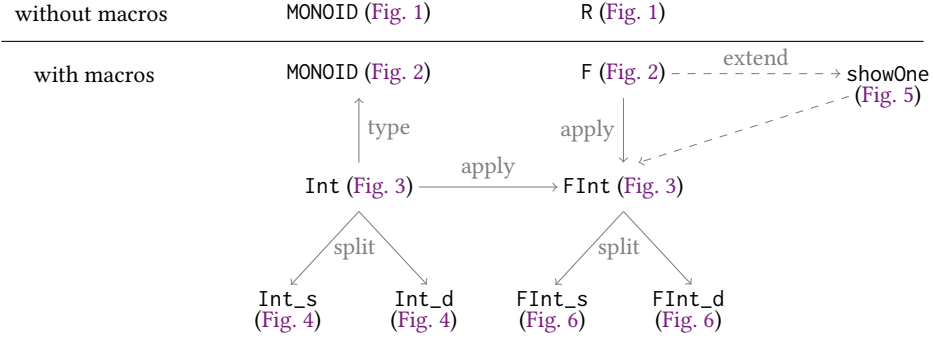 without macros MONOID (Fig. 1) R (Fig. 1)
with macros MONOID (Fig. 2) F (Fig. 2) extend showOne
(Fig. 5)
type apply
apply
Int (Fig. 3) FInt (Fig. 3)
split split
Int_s Int_d FInt_s FInt_d
(Fig. 4) (Fig. 4) (Fig. 6) (Fig. 6)